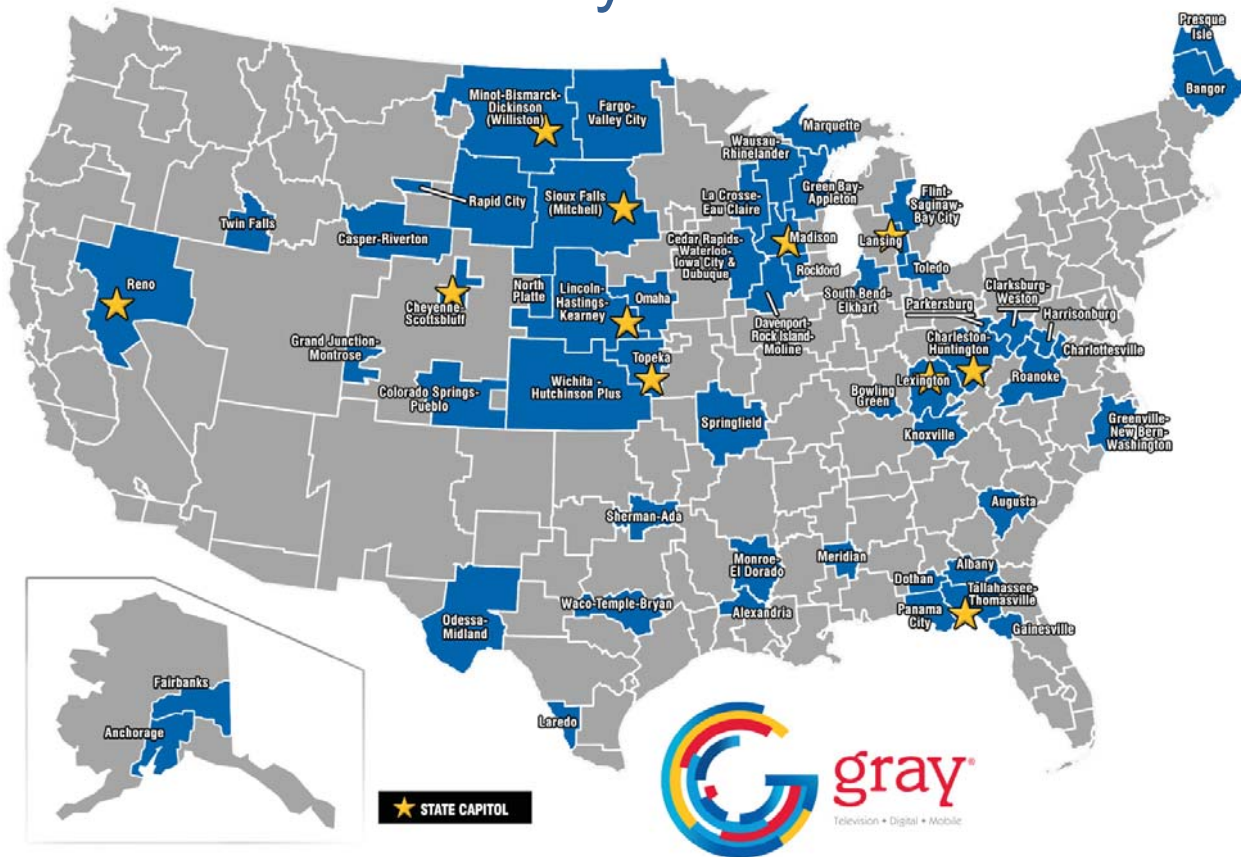 Presque
Isle
Bangor
Minot-Bismarck-
Dickinson
(Williston)
Fargo-
Valley City
Marquette
Wausau-
Rhinelander
Green Bay-
Appleton
La Crosse-
Eau Claire
Flint-
Saginaw-
Bay City
Rapid City
Sioux Falls
(Mitchell)
Twin Falls
Casper-Riverton
Madison
Lansing
Cedar Rapids-
Waterloo-
Iowa City &
Dubuque
Rockford
Toledo
Reno
Cheyenne-
Scottsbluff
North
Platte
Lincoln-
Hastings-
Kearney
Omaha
South Bend-
Elkhart
Clarksburg-
Weston
Parkersburg
Harrisonburg
Davenport-
Rock Island-
Moline
Charleston-
Huntington
Charlottesville
Grand Junction-
Montrose
Topeka
Lexington
Roanoke
Colorado Springs-
Pueblo
Wichita -
Hutchinson Plus
Bowling
Green
Springfield
Knoxville
Greenville-
New Bern-
Washington
Augusta
Sherman-Ada
Monroe-
El Dorado
Meridian
Albany
Dothan
Tallahassee-
Thomasville
Waco-Temple-Bryan
Alexandria
Panama
City
Gainesville
Odessa-
Midland
Laredo
Fairbanks
Anchorage
STATE CAPITOL
gray®
Television • Digital • Mobile